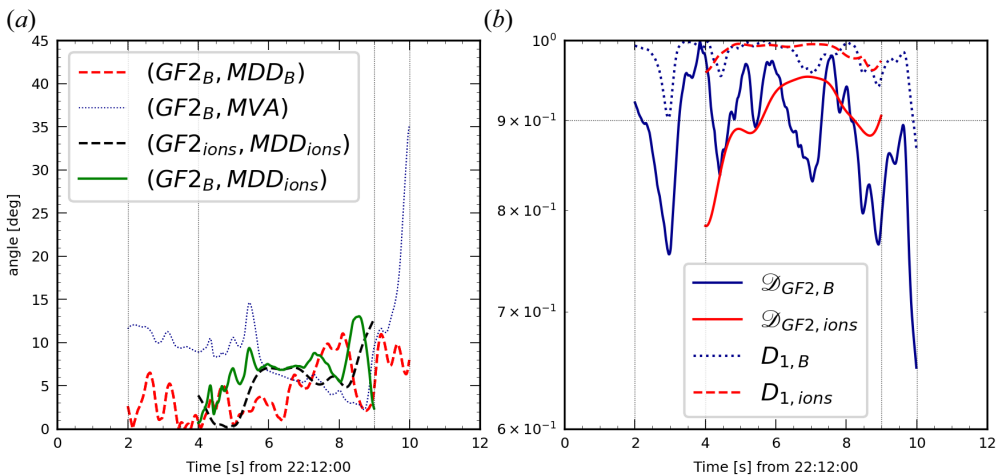 (a)
45
40
35
30
25
20
15
10
5
0
angle [deg]
(GF2_B, MDD_B)
(GF2_B, MVA)
(GF2_ions, MDD_ions)
(GF2_B, MDD_ions)
0 2 4 6 8 10 12
Time [s] from 22:12:00
(b)
10^0
9 × 10^-1
8 × 10^-1
7 × 10^-1
6 × 10^-1
𝒟_GF2, B
𝒟_GF2, ions
D_1, B
D_1, ions
0 2 4 6 8 10 12
Time [s] from 22:12:00